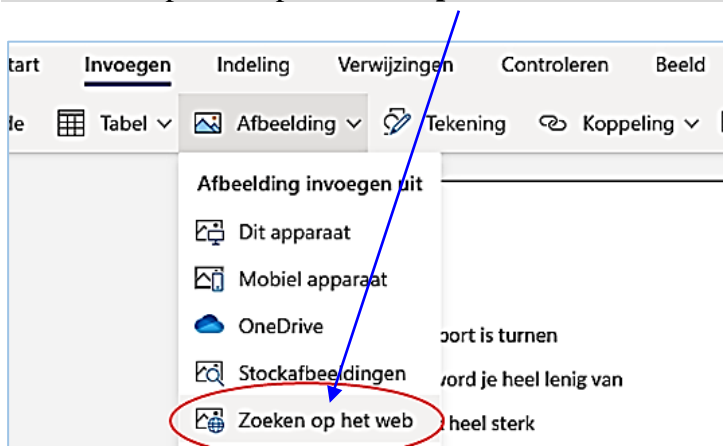 tart Invoegen Indeling Verwijzingen Controleren Beeld
de Tabel Afbeelding Tekening Koppeling
Afbeelding invoegen uit
Dit apparaat
Mobiel apparaat
OneDrive
port is turnen
Stockafbeeldingen
word je heel lenig van
Zoeken op het web
heel sterk